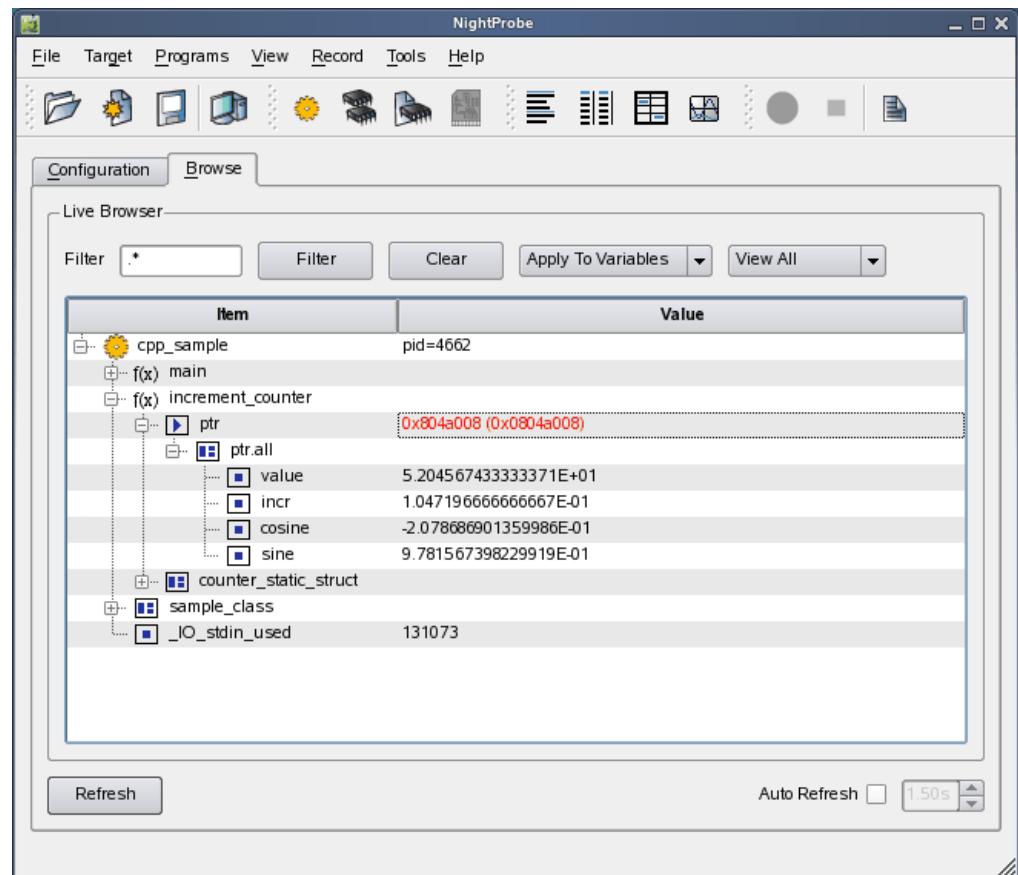 NightProbe
File Target Programs View Record Tools Help
Configuration Browse
Live Browser
Filter .* Filter Clear Apply To Variables View All
Item Value
cpp_sample pid=4662
f(x) main
f(x) increment_counter
ptr 0x804a008 (0x0804a008)
ptr.all
value 5.204567433333371E+01
incr 1.047196666666667E-01
cosine -2.078686901359986E-01
sine 9.781567398229919E-01
counter_static_struct
sample_class
_IO_stdin_used 131073
Refresh Auto Refresh 1.50s